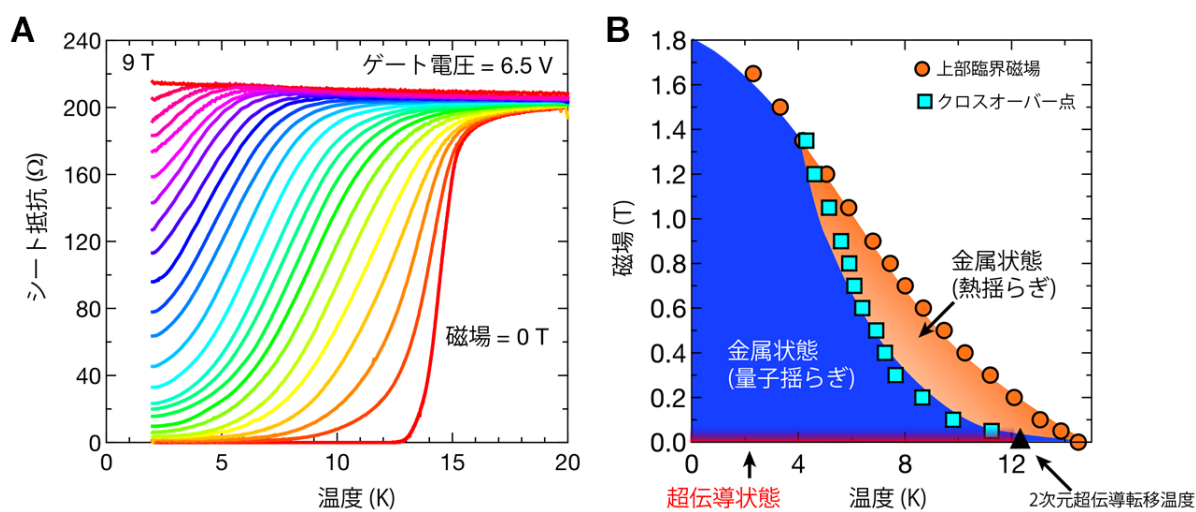 A
240
200
160
120
80
40
0
9 T
ゲート電圧 = 6.5 V
磁場 = 0 T
シート抵抗 (Ω)
0
5
10
15
20
温度 (K)
B
1.8
1.6
1.4
1.2
1.0
0.8
0.6
0.4
0.2
0.0
磁場 (T)
上部臨界磁場
クロスオーバー点
金属状態
(熱揺らぎ)
金属状態
(量子揺らぎ)
0
4
8
12
超伝導状態
温度 (K)
2次元超伝導転移温度